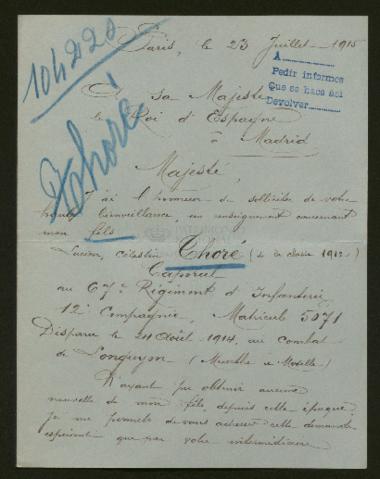 Paris, le 23 Juillet 1915
104220
Thoré
A
Pedir informes
Que se hace así
Devolver
A sa Majesté
le Roi d'Espagne
à Madrid
Majesté,
J'ai l'honneur de solliciter de votre
haute bienveillance, un renseignement concernant
mon fils
Lucien, Célestin Thoré (de la classe 1912)
Caporal
au 67e Régiment d'Infanterie
12e Compagnie, Matricule 5071
Disparu le 24 Août 1914, au combat
de Longuyon (Meurthe et Moselle)
N'ayant pu obtenir aucune
nouvelle de mon fils, depuis cette époque,
je me permets de vous adresser cette demande
espérant que par votre intermédiaire